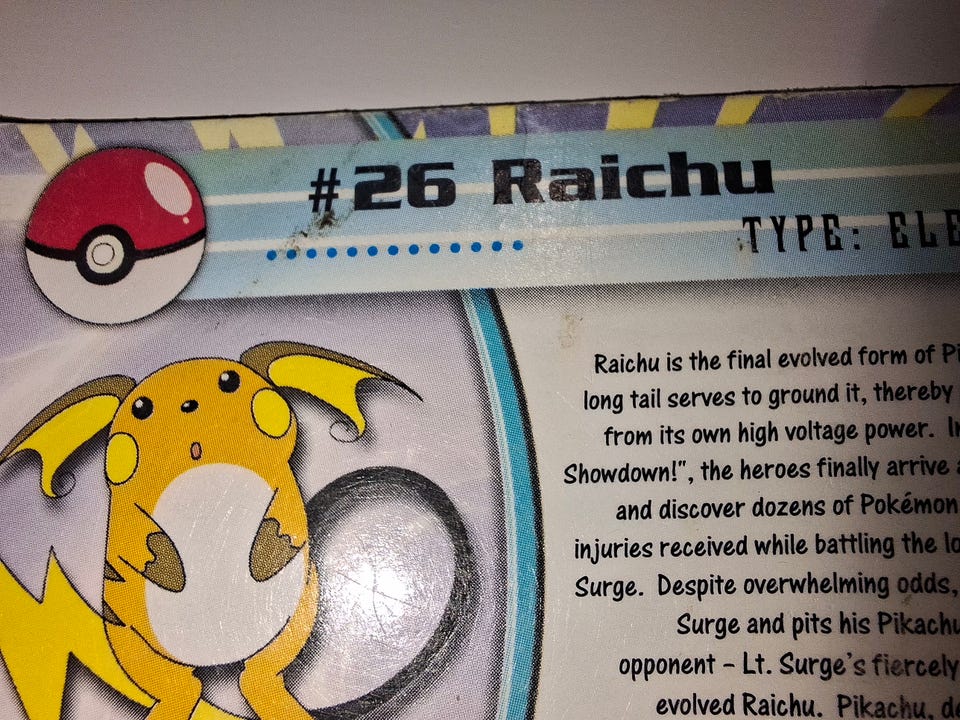 #26 Raichu
TYPE: ELE
Raichu is the final evolved form of Pi
long tail serves to ground it, thereby
from its own high voltage power. In
Showdown!", the heroes finally arrive a
and discover dozens of Pokémon
injuries received while battling the lo
Surge. Despite overwhelming odds,
Surge and pits his Pikachu
opponent - Lt. Surge's fiercely
evolved Raichu. Pikachu, de